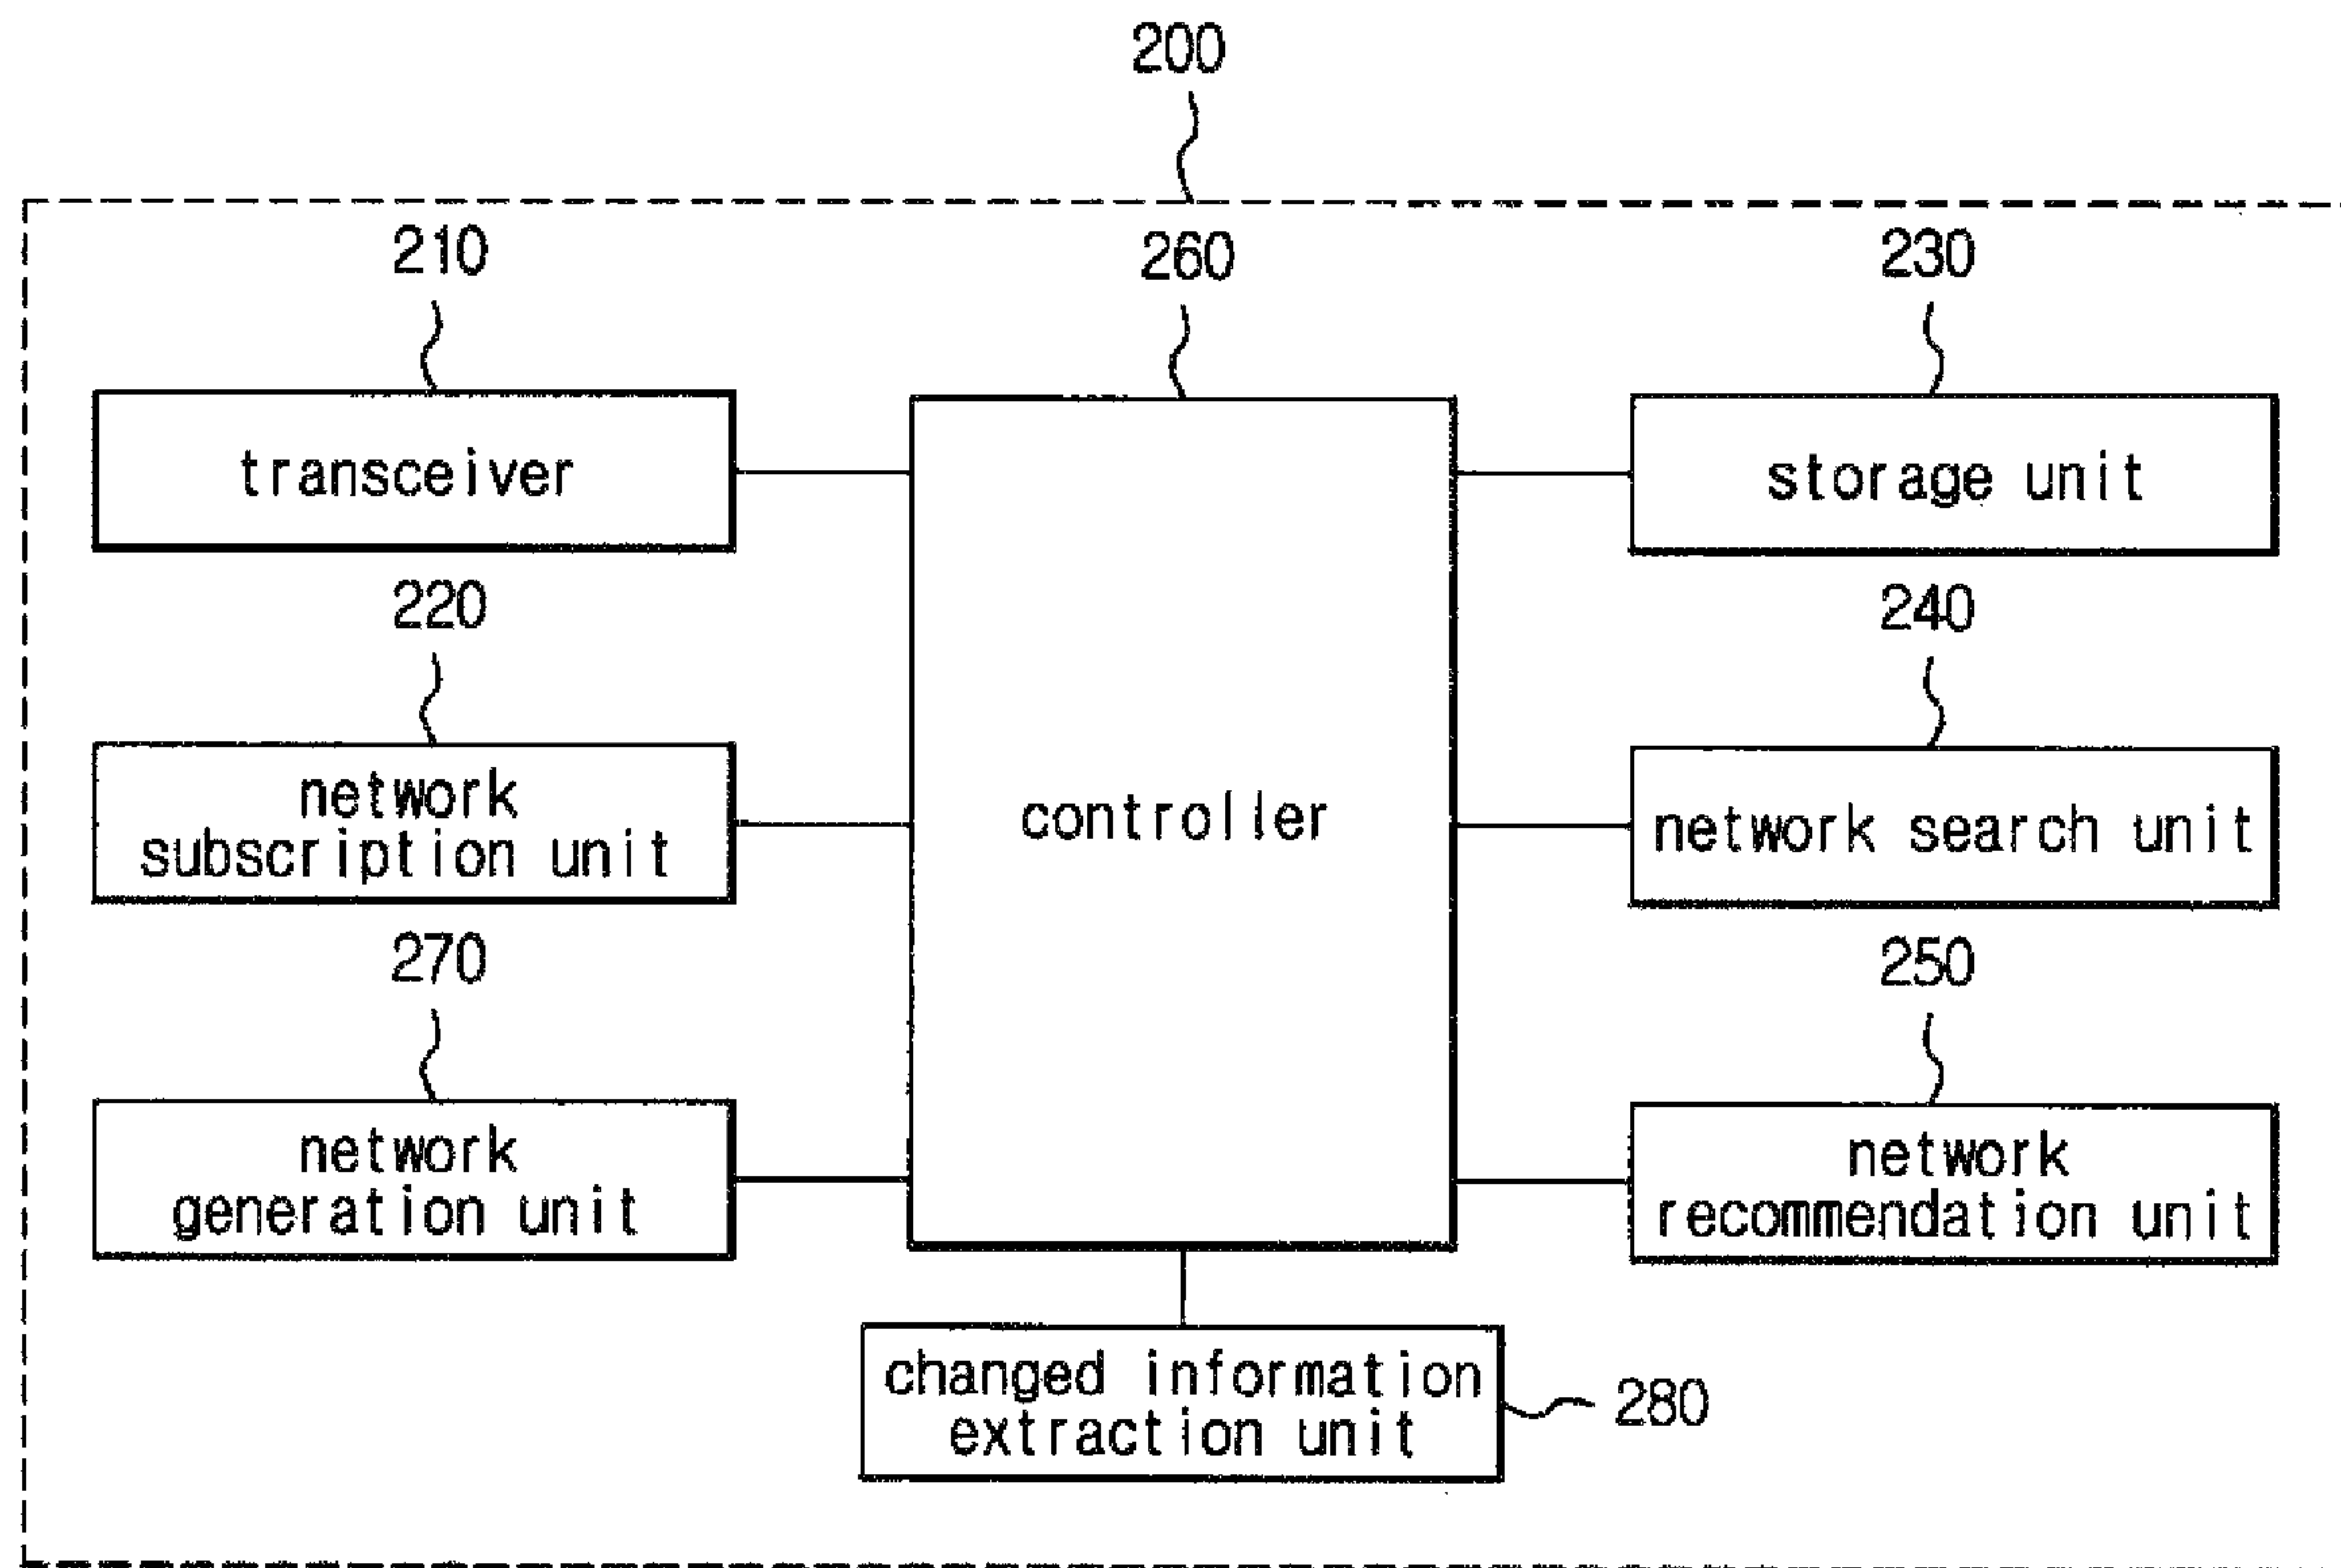 200
210
260
230
transceiver
storage unit
220
240
network
subscription unit
controller
network search unit
270
250
network
generation unit
network
recommendation unit
changed information
extraction unit
280